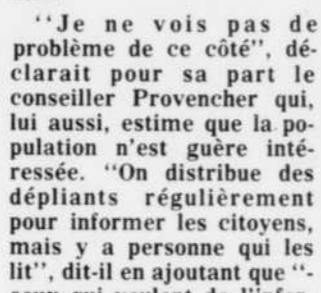 "Je ne vois pas de
problème de ce côté", dé-
clarait pour sa part le
conseiller Provencher qui,
lui aussi, estime que la po-
pulation n'est guère inté-
ressée. "On distribue des
dépliants régulièrement
pour informer les citoyens,
mais y a personne qui les
lit", dit-il en ajoutant que "-